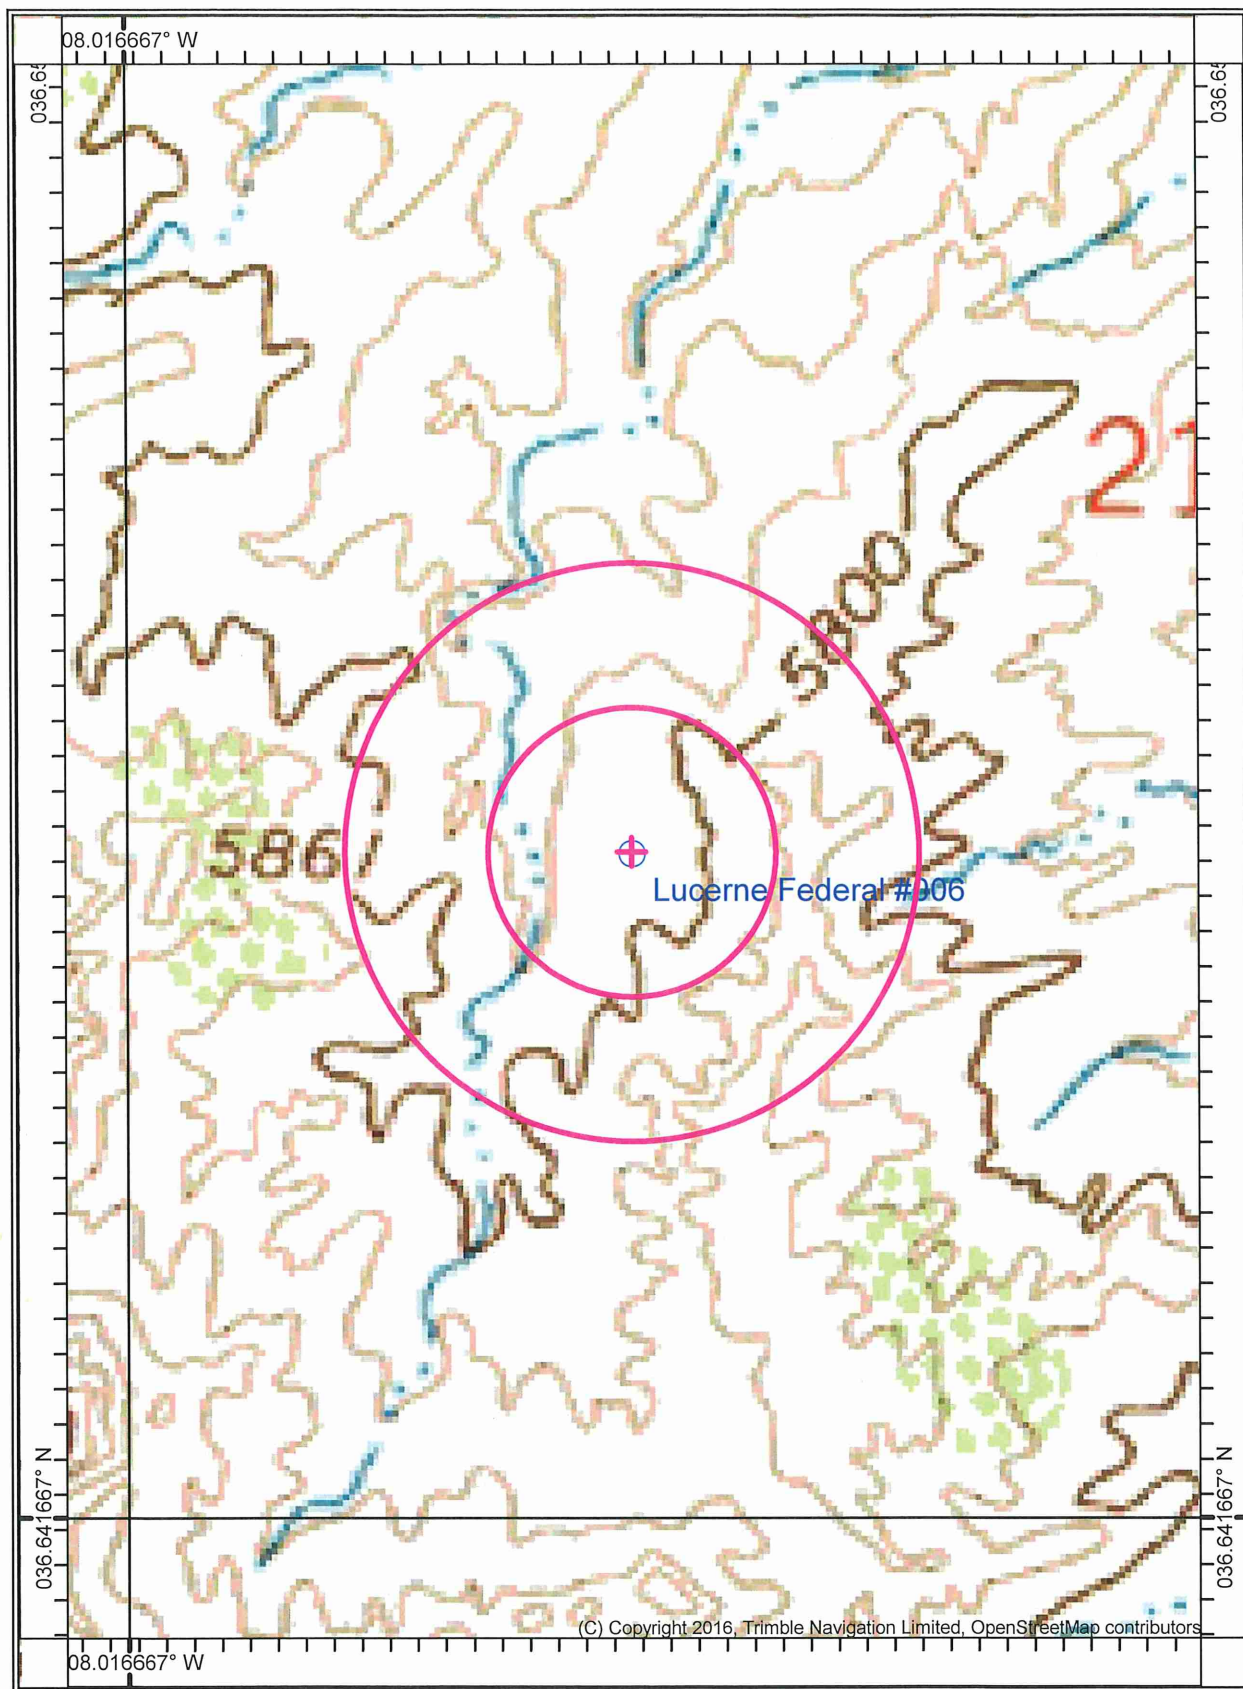 08.016667° W
036.65
036.65
21
5800
586
Lucerne Federal #006
036.641667° N
036.641667° N
(C) Copyright 2016, Trimble Navigation Limited, OpenStreetMap contributors
08.016667° W